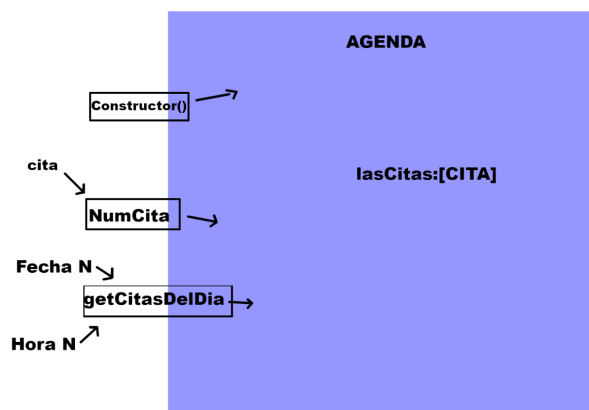 AGENDA
Constructor()
cita
lasCitas:[CITA]
NumCita
Fecha N
getCitasDelDia
Hora N